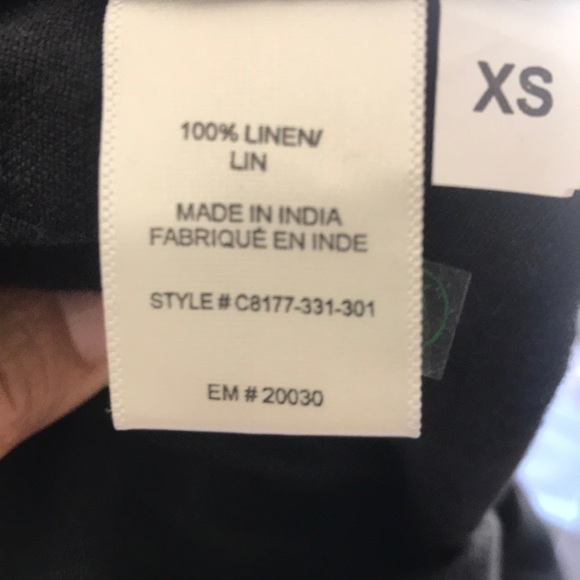 100% LINEN/
LIN
MADE IN INDIA
FABRIQUÉ EN INDE
STYLE # C8177-331-301
EM # 20030
XS